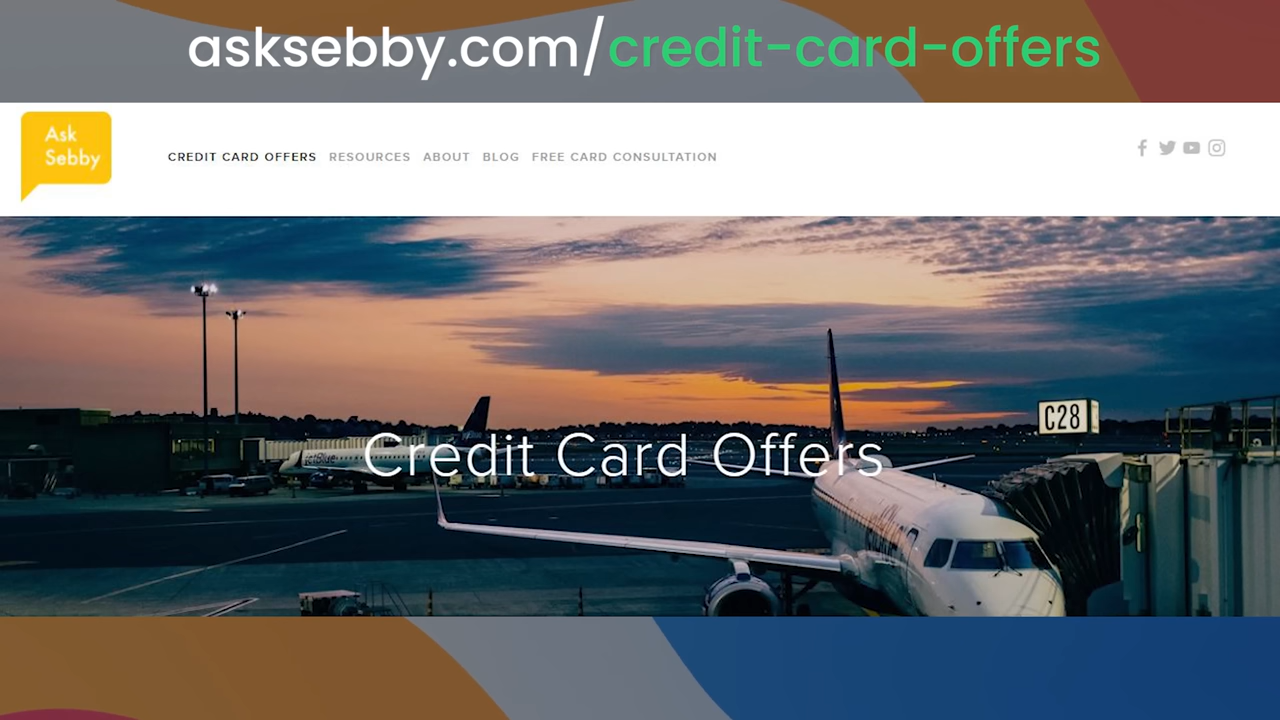 asksebby.com/credit-card-offers
Ask
Sebby
CREDIT CARD OFFERS RESOURCES ABOUT BLOG FREE CARD CONSULTATION
C28
jetBlue
Credit Card Offers